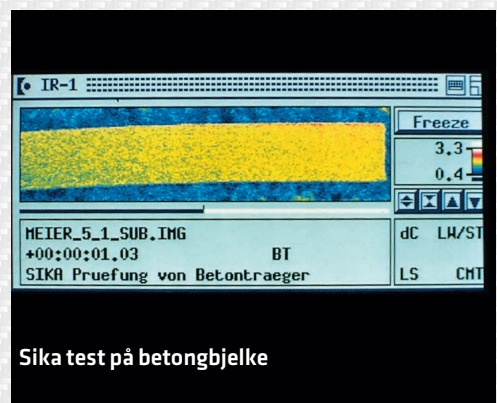 IR-1
Freeze
3.3
0.4
MEIER_5_1_SUB.IMG
+00:00:01.03 BT
SIKA Pruefung von Betontraeger
dC LW/ST
LS CMT
Sika test på betongbjelke